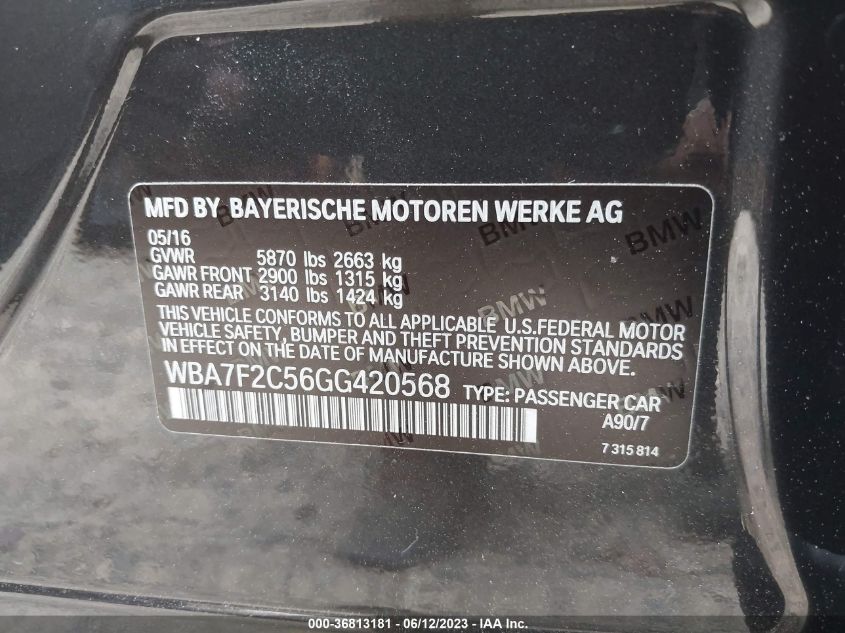 MFD BY BAYERISCHE MOTOREN WERKE AG
05/16
GVWR 5870 lbs 2663 kg
GAWR FRONT 2900 lbs 1315 kg
GAWR REAR 3140 lbs 1424 kg
THIS VEHICLE CONFORMS TO ALL APPLICABLE U.S.FEDERAL MOTOR
VEHICLE SAFETY, BUMPER AND THEFT PREVENTION STANDARDS
IN EFFECT ON THE DATE OF MANUFACTURE SHOWN ABOVE.
WBA7F2C56GG420568 TYPE: PASSENGER CAR
A90/7
7 315 814
BMW
BMW
BMW
000-36813181 - 06/12/2023 - IAA Inc.